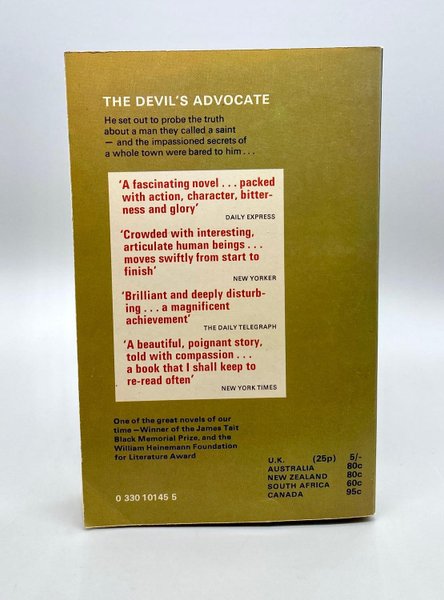 THE DEVIL'S ADVOCATE
He set out to probe the truth
about a man they called a saint
— and the impassioned secrets of
a whole town were bared to him . . .
'A fascinating novel . . . packed
with action, character, bitter-
ness and glory'
DAILY EXPRESS
'Crowded with interesting,
articulate human beings . . .
moves swiftly from start to
finish'
NEW YORKER
'Brilliant and deeply disturb-
ing . . . a magnificent
achievement'
THE DAILY TELEGRAPH
'A beautiful, poignant story,
told with compassion . . .
a book that I shall keep to
re-read often'
NEW YORK TIMES
One of the great novels of our
time — Winner of the James Tait
Black Memorial Prize, and the
William Heinemann Foundation
for Literature Award
U.K. (25p) 5/-
AUSTRALIA 80c
NEW ZEALAND 80c
SOUTH AFRICA 60c
CANADA 95c
0 330 10145 5